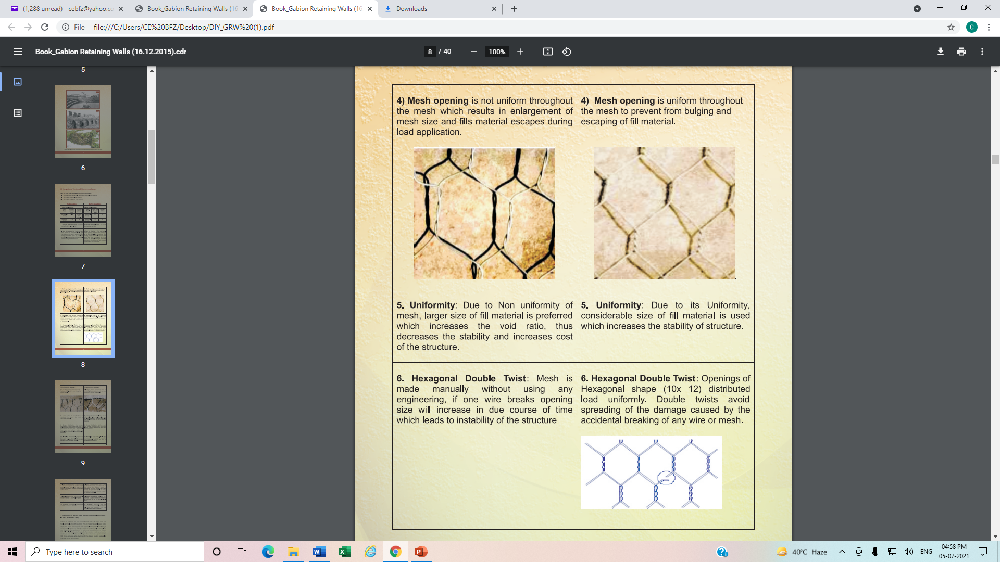 (1,288 unread) - cebfz@yahoo.co
Book_Gabion Retaining Walls (16
Book_Gabion Retaining Walls (16
Downloads
File
file:///C:/Users/CE%20BFZ/Desktop/DIY_GRW%20(1).pdf
C
Book_Gabion Retaining Walls (16.12.2015).cdr
8 / 40
100%
5
6
7
8
9
4) Mesh opening is not uniform throughout
the mesh which results in enlargement of
mesh size and fills material escapes during
load application.
4) Mesh opening is uniform throughout
the mesh to prevent from bulging and
escaping of fill material.
.
5. Uniformity: Due to Non uniformity of
mesh, larger size of fill material is preferred
which increases the void ratio, thus
decreases the stability and increases cost
of the structure.
5. Uniformity: Due to its Uniformity,
considerable size of fill material is used
which increases the stability of structure.
6. Hexagonal Double Twist: Mesh is
made manually without using any
engineering, if one wire breaks opening
size will increase in due course of time
which leads to instability of the structure
6. Hexagonal Double Twist: Openings of
Hexagonal shape (10x 12) distributed
load uniformly. Double twists avoid
spreading of the damage caused by the
accidental breaking of any wire or mesh.
Type here to search
40°C Haze
ENG
04:58 PM
05-07-2021